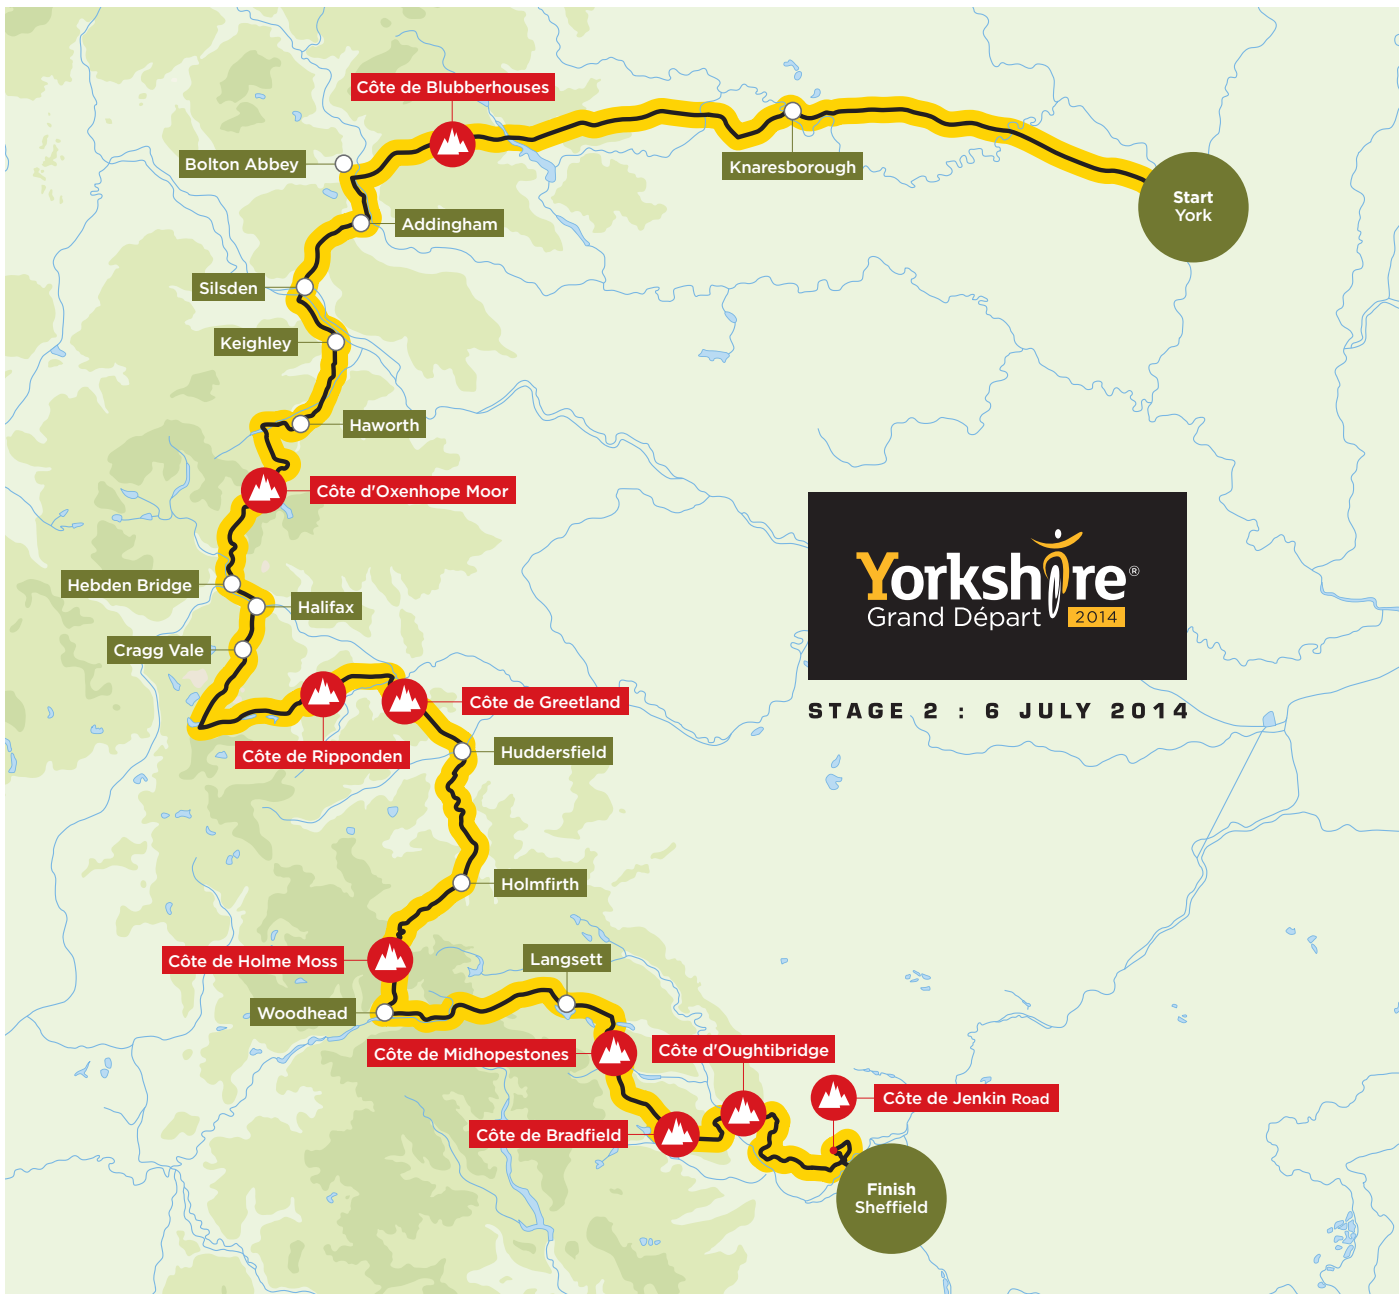 Côte de Blubberhouses
Bolton Abbey
Knaresborough
Start
York
Addingham
Silsden
Keighley
Haworth
Côte d'Oxenhope Moor
Yorkshire®
Grand Départ 2014
Hebden Bridge
Halifax
Cragg Vale
Côte de Greetland
STAGE 2 : 6 JULY 2014
Côte de Ripponden
Huddersfield
Holmfirth
Côte de Holme Moss
Langsett
Woodhead
Côte de Midhopestones
Côte d'Oughtibridge
Côte de Jenkin Road
Côte de Bradfield
Finish
Sheffield